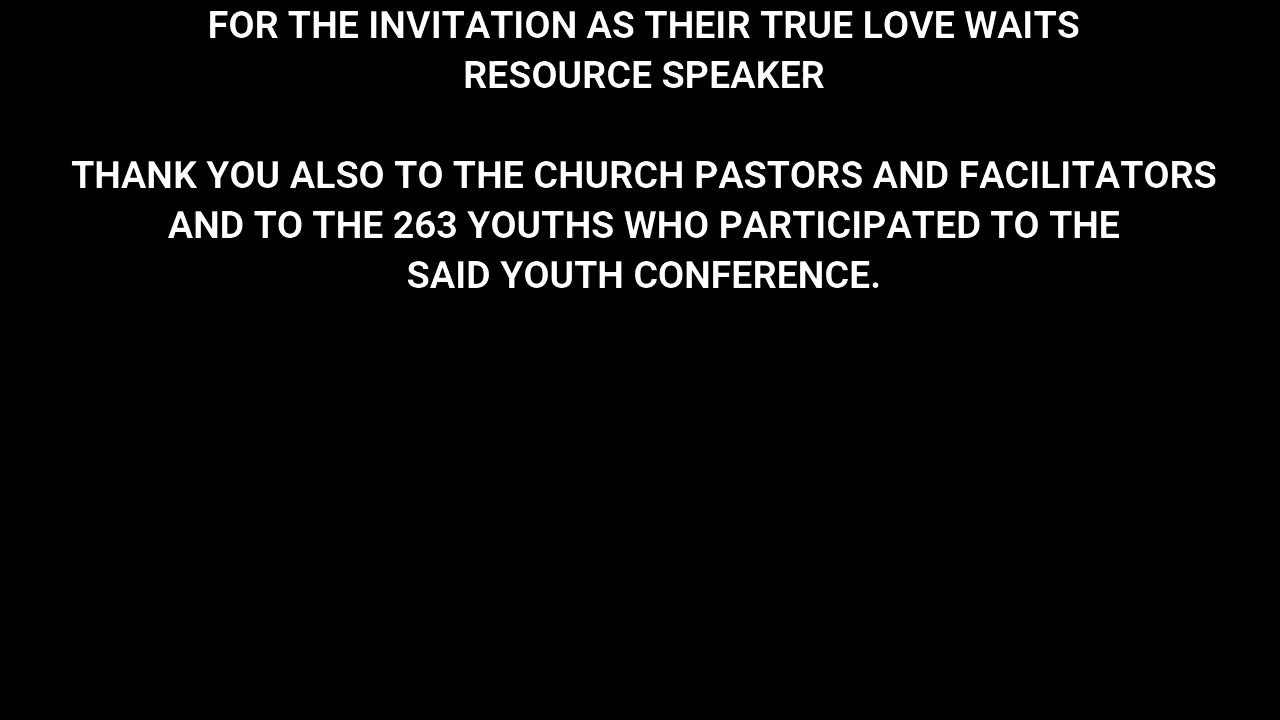 FOR THE INVITATION AS THEIR TRUE LOVE WAITS
RESOURCE SPEAKER
THANK YOU ALSO TO THE CHURCH PASTORS AND FACILITATORS
AND TO THE 263 YOUTHS WHO PARTICIPATED TO THE
SAID YOUTH CONFERENCE.